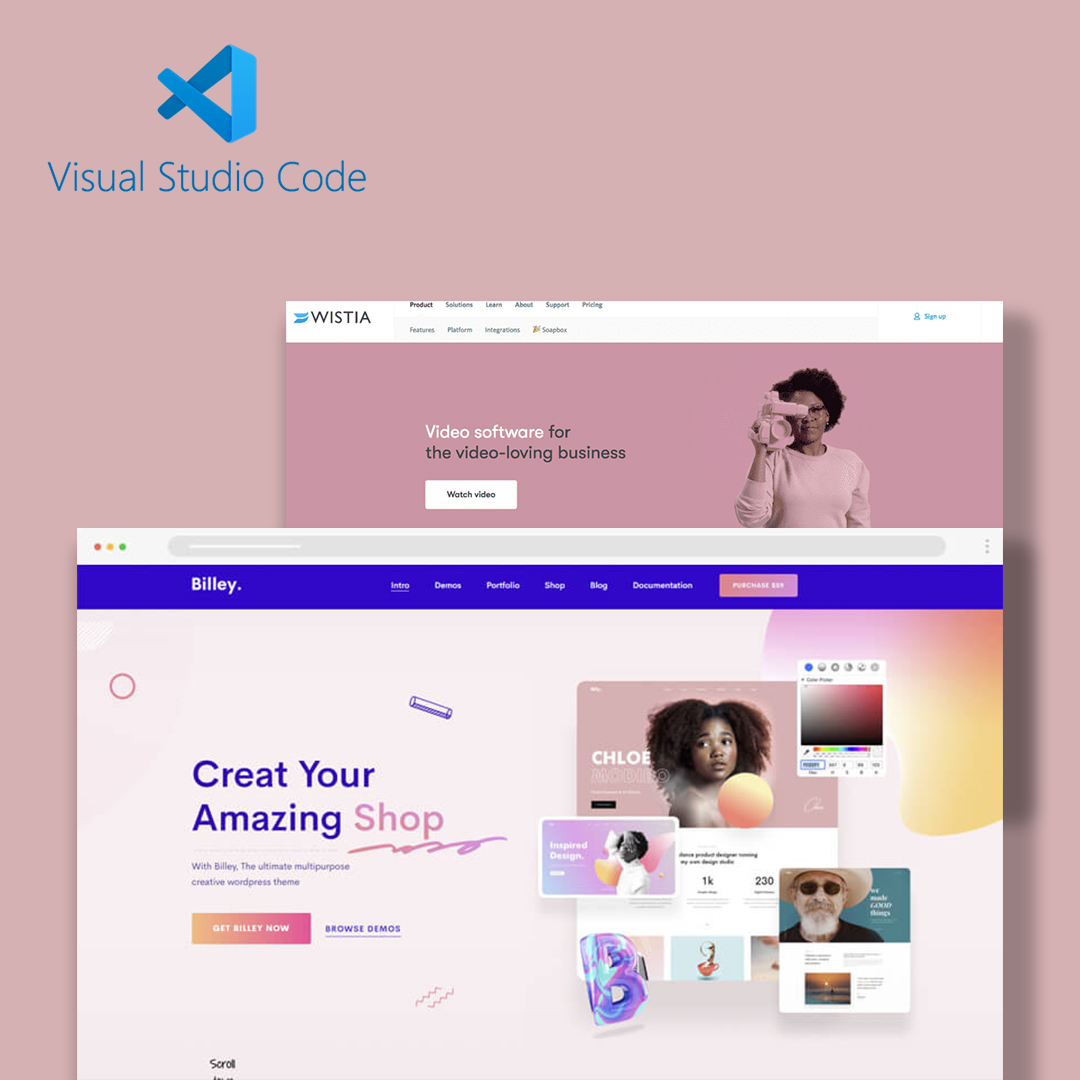 Visual Studio Code
WISTIA
Product Solutions Learn About Support Pricing
Features Platform Integrations Soapbox
Sign up
Video software for
the video-loving business
Watch video
Billey.
Intro Demos Portfolio Shop Blog Documentation
PURCHASE $59
Creat Your
Amazing Shop
With Billey, The ultimate multipurpose
creative wordpress theme
GET BILLEY NOW
BROWSE DEMOS
Scroll
Color Picker
CHLOE
Inspired
Design.
dance product designer running
my own design studio
1k
230
we
made
GOOD
things